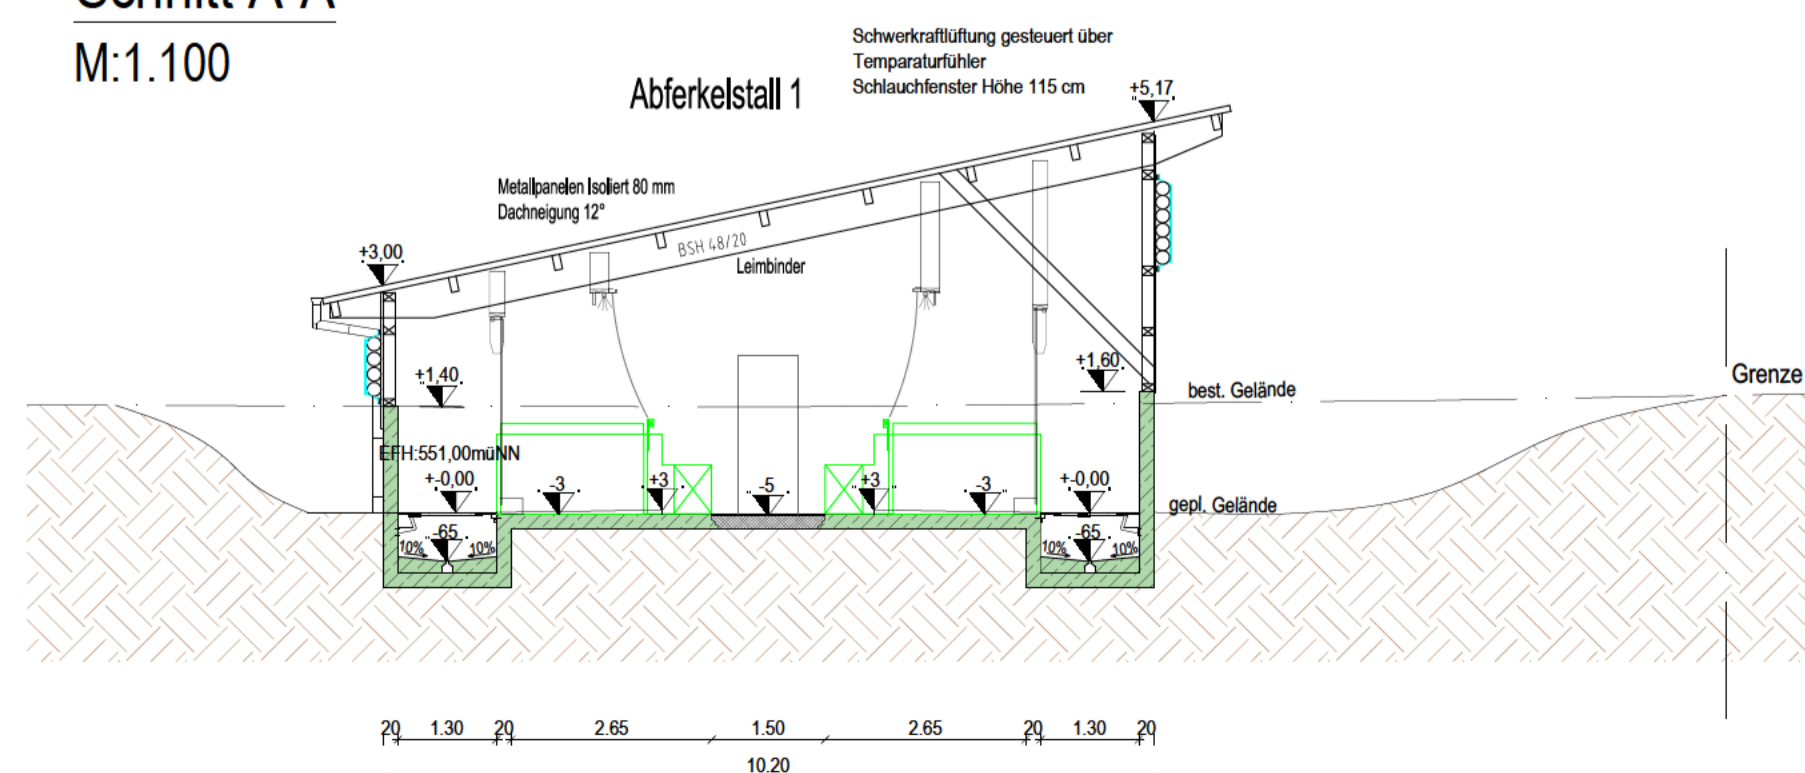 Schnitt A-A
M:1.100
Schwerkraftlüftung gesteuert über
Temparaturfühler
Schlauchfenster Höhe 115 cm
Abferkelstall 1
+5,17
Metallpanelen Isoliert 80 mm
Dachneigung 12°
BSH 48/20
Leimbinder
+3,00
+1,40
+1,60
best. Gelände
Grenze
EFH:551,00müNN
+-0,00
-3
+3
-5
+3
-3
+-0,00
gepl. Gelände
-65
10%
10%
-65
10%
10%
20 1.30 20 2.65 1.50 2.65 20 1.30 20
10.20